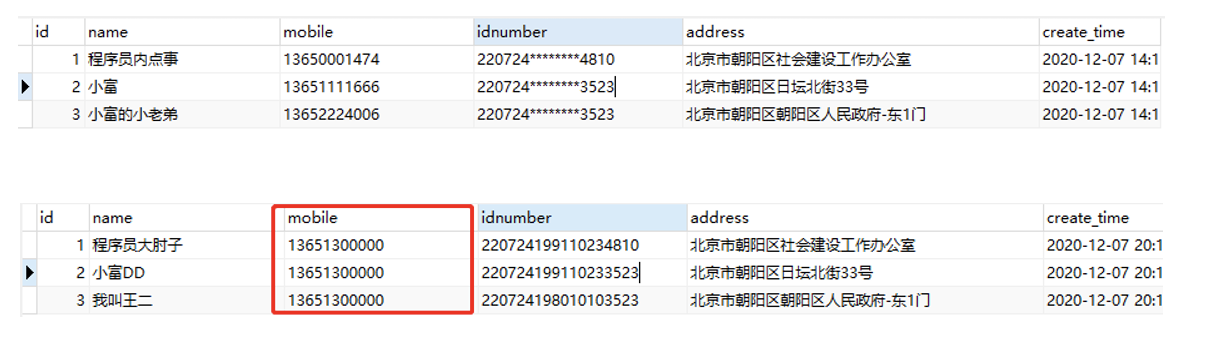 id name mobile idnumber address create_time
1 程序员内点事 13650001474 220724********4810 北京市朝阳区社会建设工作办公室 2020-12-07 14:1
2 小富 13651111666 220724********3523 北京市朝阳区日坛北街33号 2020-12-07 14:1
3 小富的小老弟 13652224006 220724********3523 北京市朝阳区朝阳区人民政府-东1门 2020-12-07 14:1
id name mobile idnumber address create_time
1 程序员大肘子 13651300000 220724199110234810 北京市朝阳区社会建设工作办公室 2020-12-07 20:1
2 小富DD 13651300000 220724199110233523 北京市朝阳区日坛北街33号 2020-12-07 20:1
3 我叫王二 13651300000 220724198010103523 北京市朝阳区朝阳区人民政府-东1门 2020-12-07 20:1